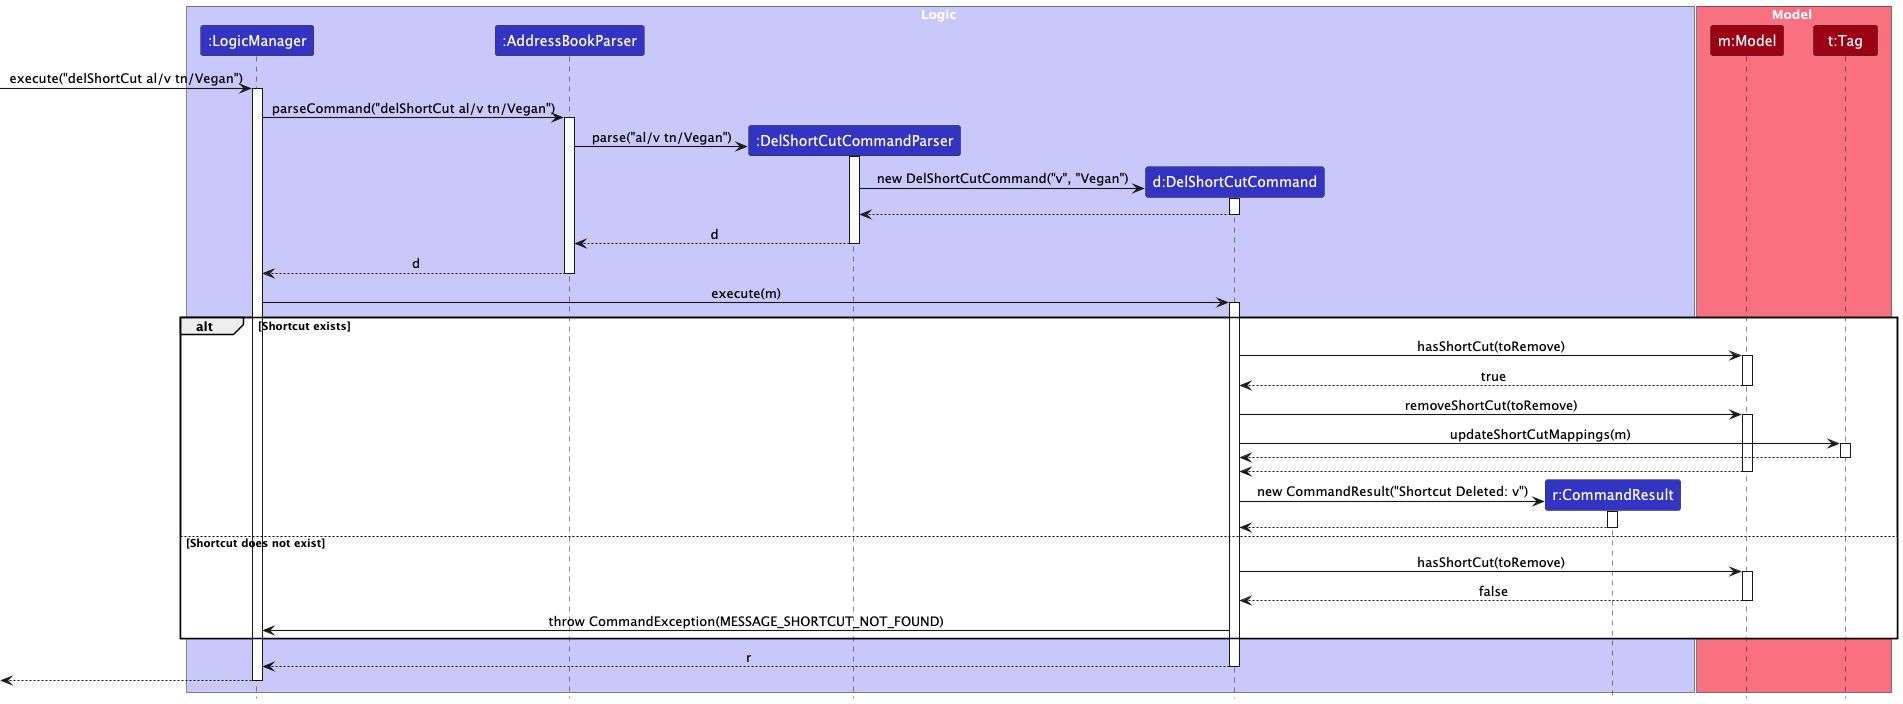 Logic
Model
:LogicManager
:AddressBookParser
m:Model
t:Tag
execute("delShortCut al/v tn/Vegan")
parseCommand("delShortCut al/v tn/Vegan")
parse("al/v tn/Vegan")
:DelShortCutCommandParser
new DelShortCutCommand("v", "Vegan")
d:DelShortCutCommand
d
d
execute(m)
alt
[Shortcut exists]
hasShortCut(toRemove)
true
removeShortCut(toRemove)
updateShortCutMappings(m)
new CommandResult("Shortcut Deleted: v")
r:CommandResult
[Shortcut does not exist]
hasShortCut(toRemove)
false
throw CommandException(MESSAGE_SHORTCUT_NOT_FOUND)
r